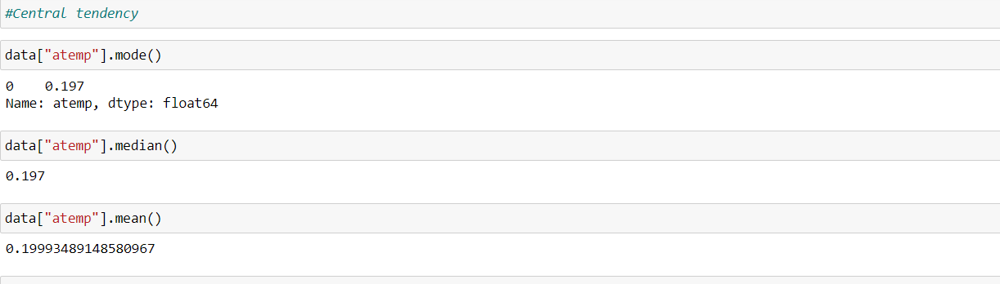 #Central tendency
data["atemp"].mode()
0    0.197
Name: atemp, dtype: float64
data["atemp"].median()
0.197
data["atemp"].mean()
0.19993489148580967